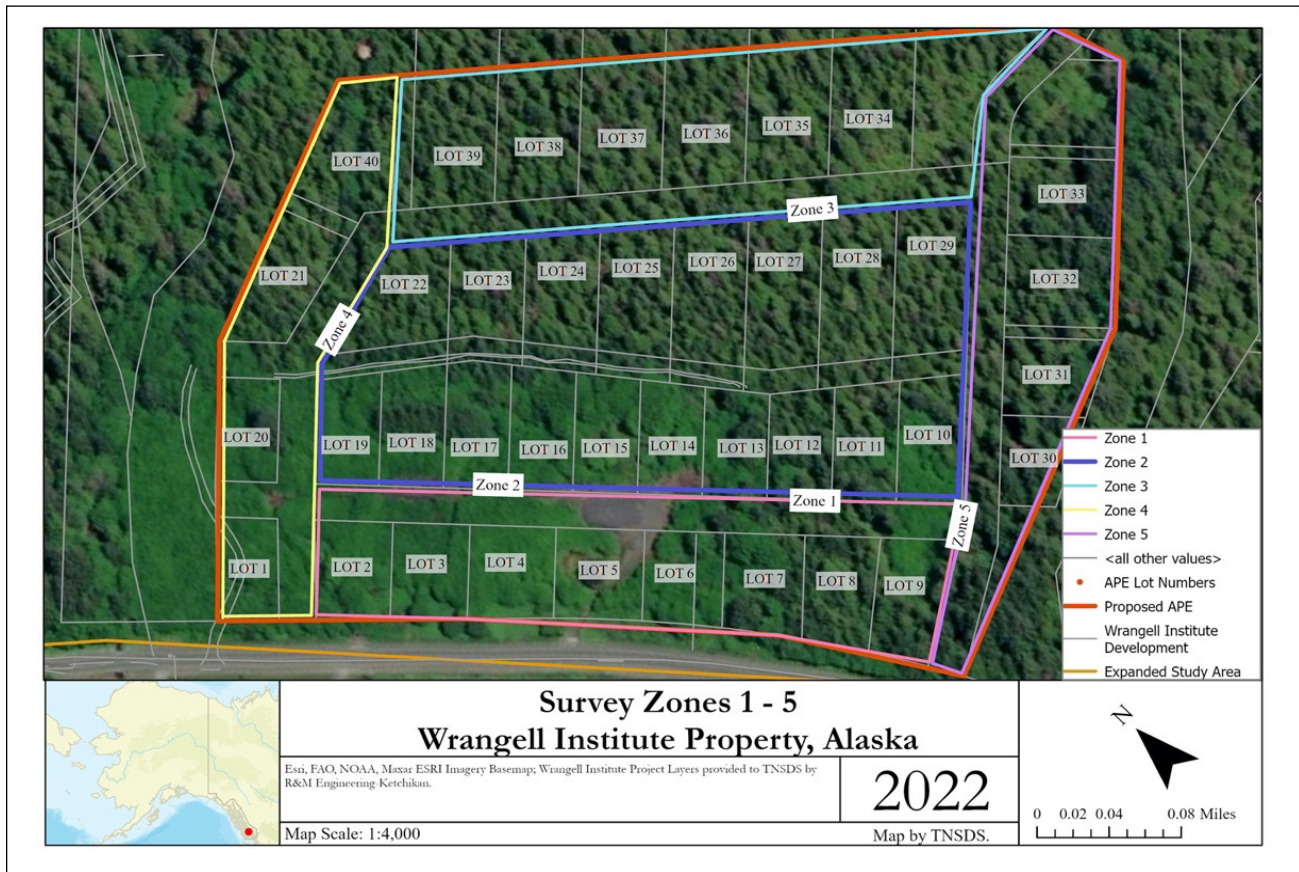 LOT 34
LOT 35
LOT 36
LOT 37
LOT 38
LOT 39
LOT 40
LOT 33
Zone 3
LOT 29
LOT 28
LOT 27
LOT 26
LOT 25
LOT 24
LOT 23
LOT 22
LOT 21
LOT 32
Zone 4
LOT 31
LOT 20
LOT 19
LOT 18
LOT 17
LOT 16
LOT 15
LOT 14
LOT 13
LOT 12
LOT 11
LOT 10
LOT 30
Zone 2
Zone 1
Zone 5
LOT 1
LOT 2
LOT 3
LOT 4
LOT 5
LOT 6
LOT 7
LOT 8
LOT 9
Zone 1
Zone 2
Zone 3
Zone 4
Zone 5
<all other values>
APE Lot Numbers
Proposed APE
Wrangell Institute
Development
Expanded Study Area
Survey Zones 1 - 5
Wrangell Institute Property, Alaska
Esri, FAO, NOAA, Maxar ESRI Imagery Basemap; Wrangell Institute Project Layers provided to TNSDS by
R&M Engineering-Ketchikan.
2022
Map Scale: 1:4,000
Map by TNSDS.
N
0 0.02 0.04 0.08 Miles